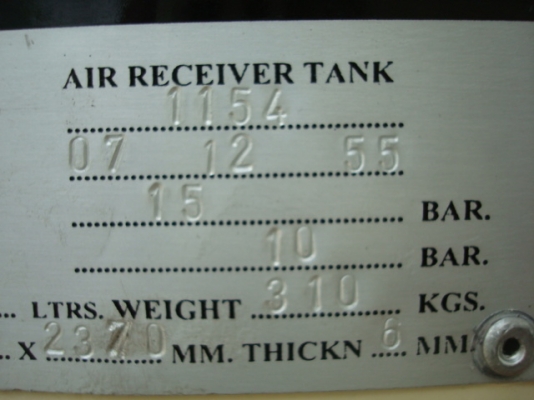 AIR RECEIVER TANK
1154
07 12 55
15 BAR.
10 BAR.
... LTRS. WEIGHT 310 KGS.
.. X 2370 MM. THICKN 6 MM.